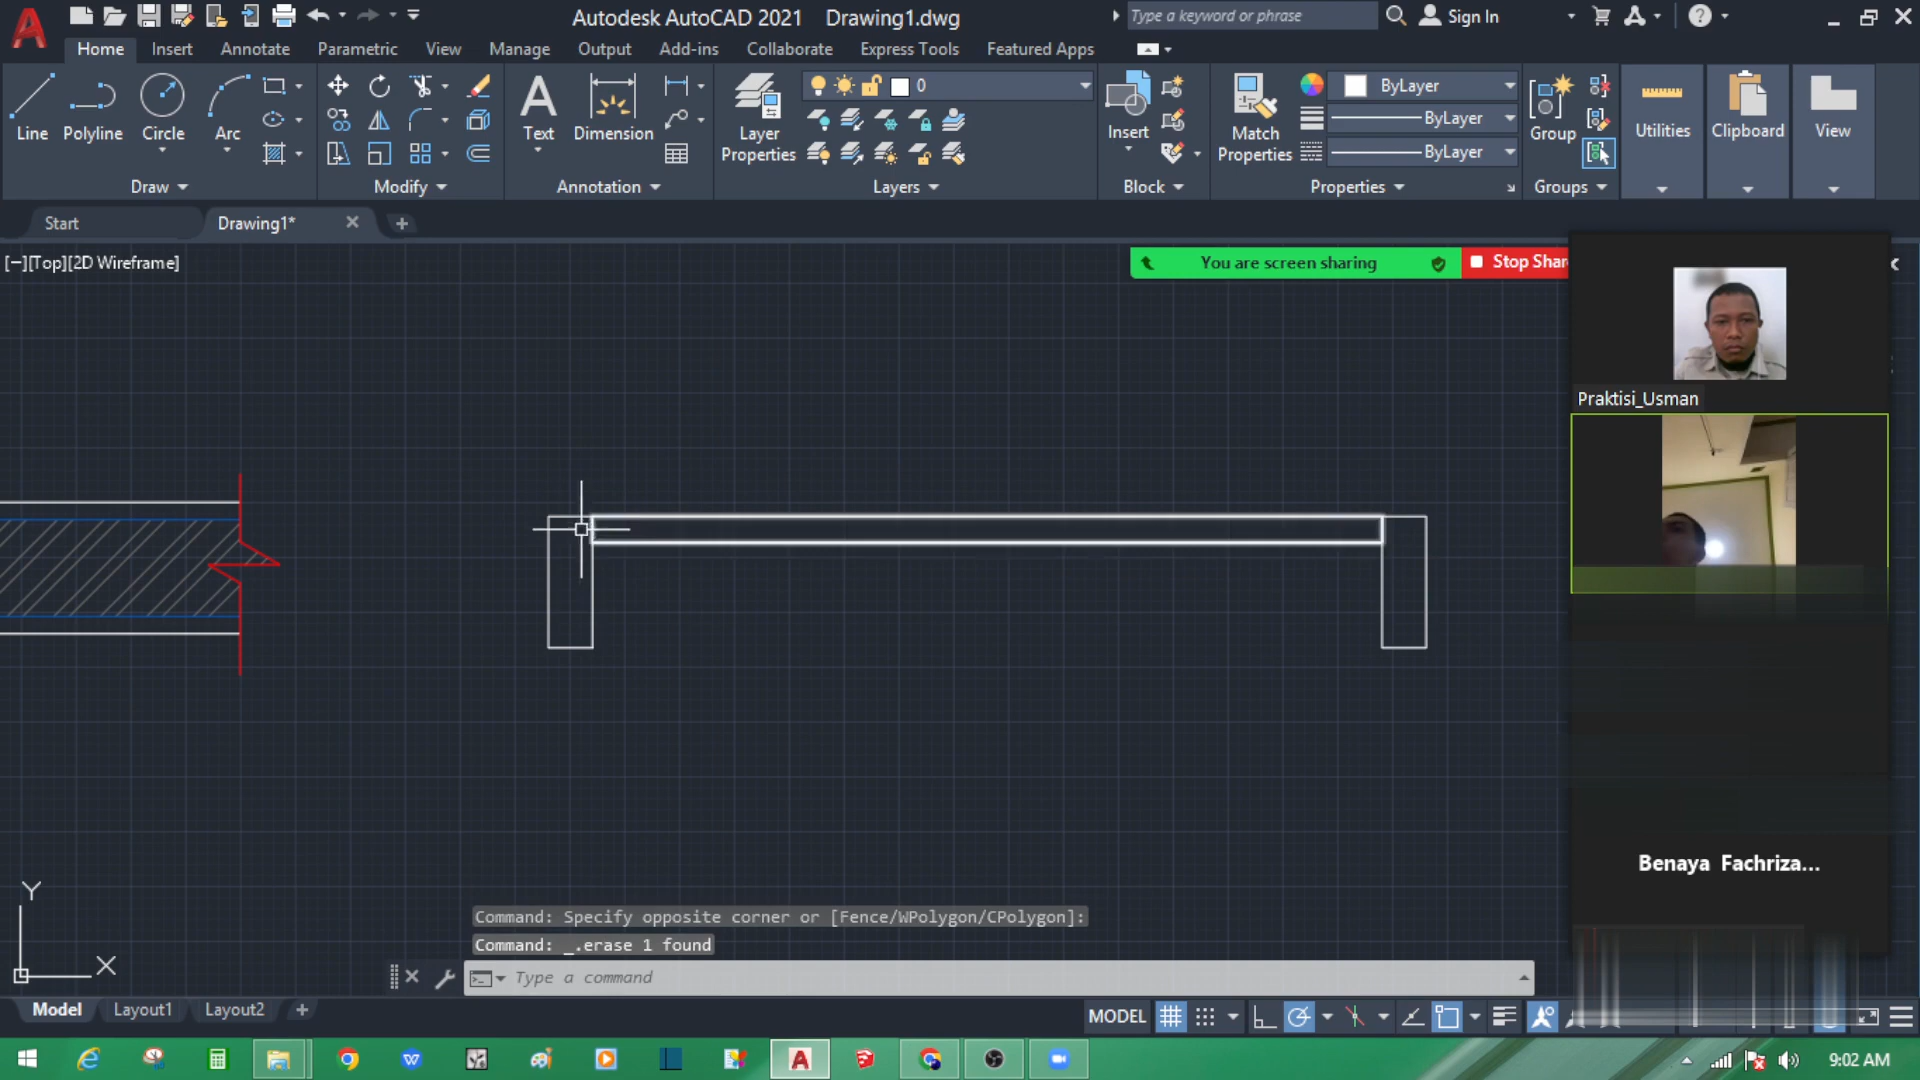 Autodesk AutoCAD 2021 Drawing1.dwg
Type a keyword or phrase
Sign In
Home Insert Annotate Parametric View Manage Output Add-ins Collaborate Express Tools Featured Apps
Line Polyline Circle Arc
Text Dimension
Layer Properties
0
Insert
Match Properties
ByLayer
ByLayer
ByLayer
Group
Utilities
Clipboard
View
Draw Modify Annotation Layers Block Properties Groups
Start Drawing1*
[−][Top][2D Wireframe]
You are screen sharing
Stop Shar
Praktisi_Usman
Benaya Fachriza...
Y
X
Command: Specify opposite corner or [Fence/WPolygon/CPolygon]:
Command: _.erase 1 found
Type a command
Model Layout1 Layout2
MODEL
9:02 AM